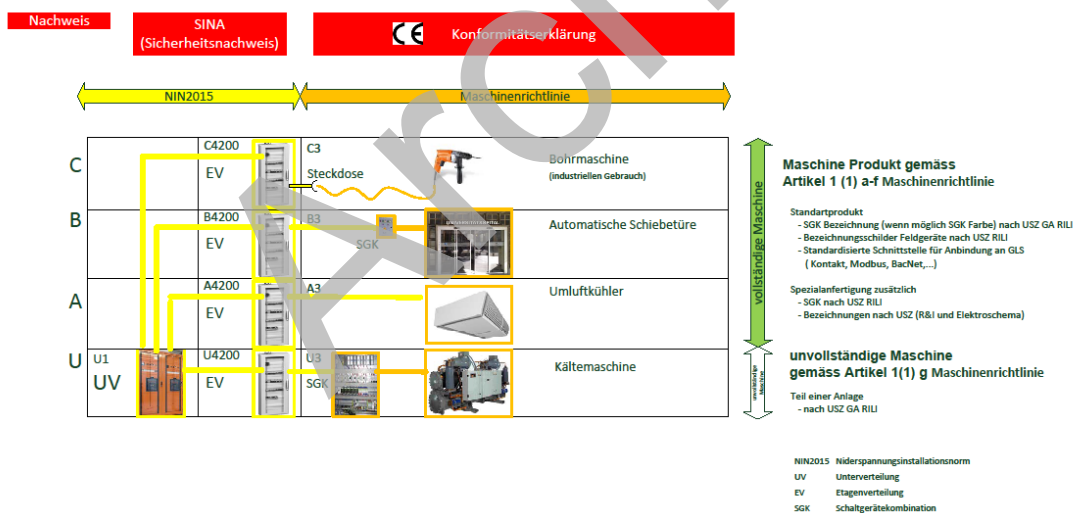 Nachweis
SINA
(Sicherheitsnachweis)
CE Konformitätserklärung
NIN2015
Maschinenrichtlinie
C
C4200
EV
C3
Steckdose
Bohrmaschine
(industriellen Gebrauch)
B
B4200
EV
B3
SGK
Automatische Schiebetüre
A
A4200
EV
A3
Umluftkühler
U
U1
UV
U4200
EV
U3
SGK
Kältemaschine
vollständige Maschine
unvollständige
Maschine
Maschine Produkt gemäss
Artikel 1 (1) a-f Maschinenrichtlinie
Standartprodukt
- SGK Bezeichnung (wenn möglich SGK Farbe) nach USZ GA RILI
- Bezeichnungsschilder Feldgeräte nach USZ RILI
- Standardisierte Schnittstelle für Anbindung an GLS
( Kontakt, Modbus, BacNet,...)
Spezialanfertigung zusätzlich
- SGK nach USZ RILI
- Bezeichnungen nach USZ (R&I und Elektroschema)
unvollständige Maschine
gemäss Artikel 1(1) g Maschinenrichtlinie
Teil einer Anlage
- nach USZ GA RILI
NIN2015 Niderspannungsinstallationsnorm
UV Unterverteilung
EV Etagenverteilung
SGK Schaltgerätekombination